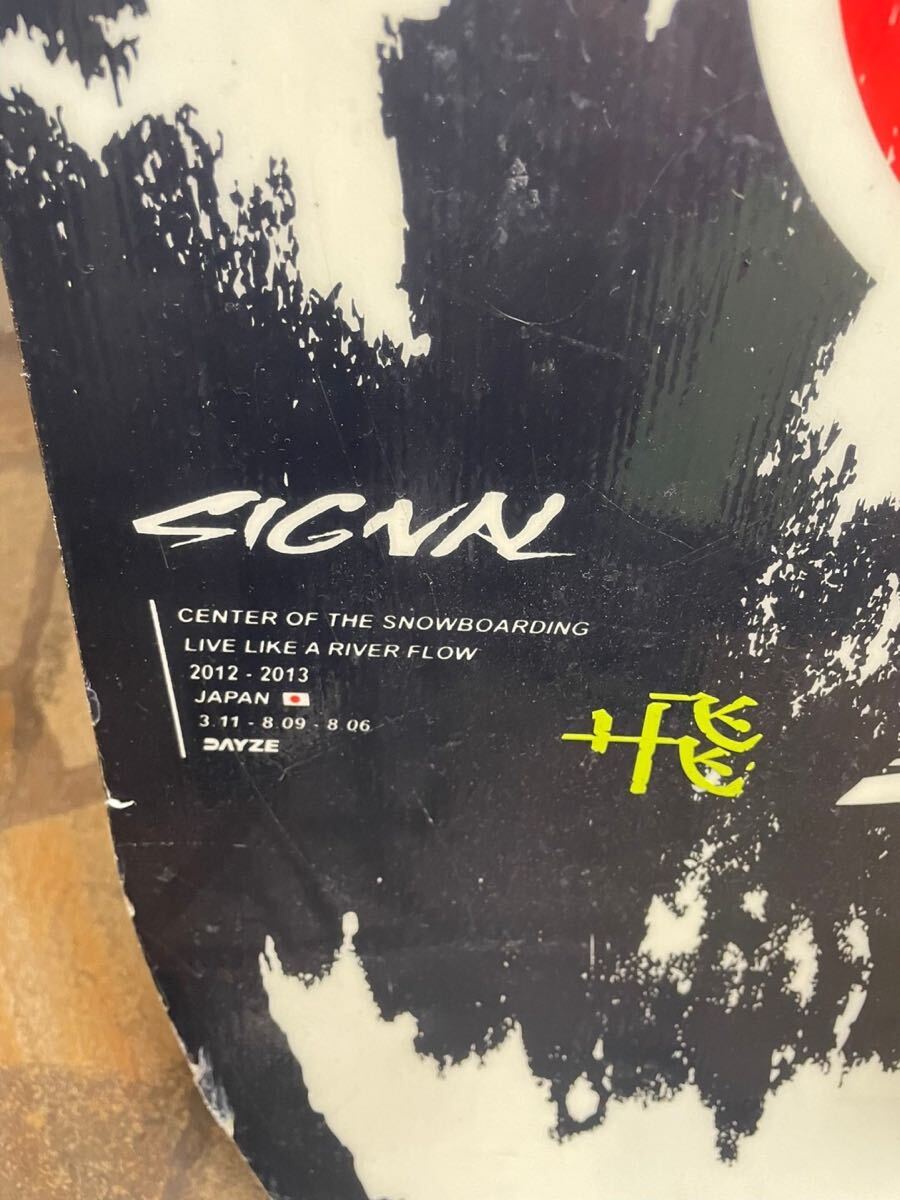 SIGNAL
CENTER OF THE SNOWBOARDING
LIVE LIKE A RIVER FLOW
2012 - 2013
JAPAN
3.11 - 8.09 - 8.06
DAYZE
飛